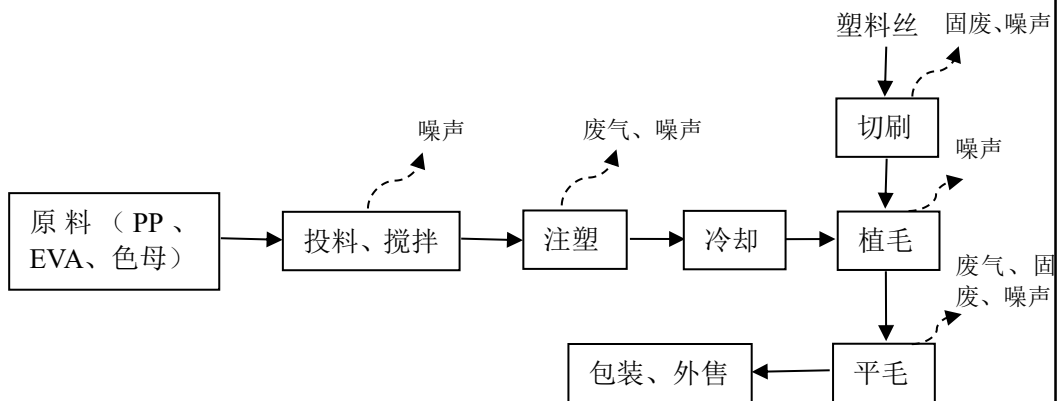 塑料丝
固废、噪声
切刷
噪声
废气、噪声
噪声
原料（PP、
EVA、色母）
投料、搅拌
注塑
冷却
植毛
废气、固
废、噪声
包装、外售
平毛